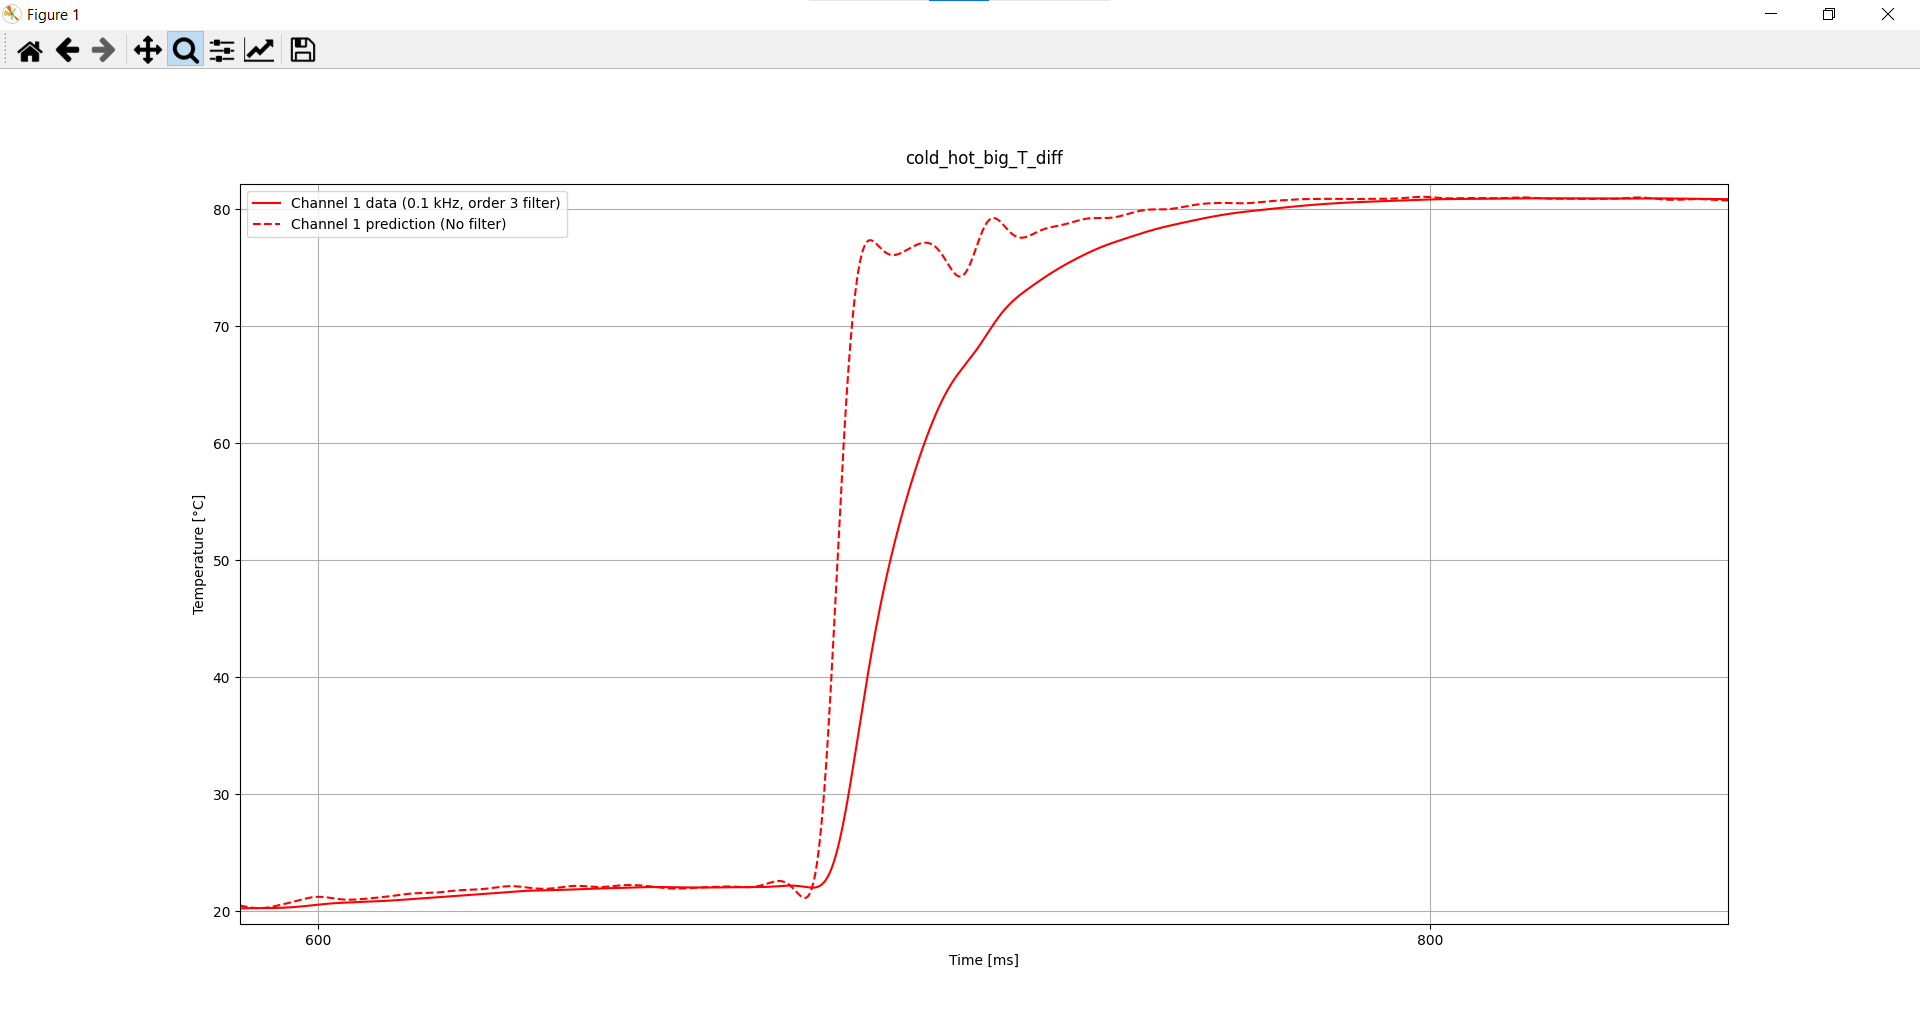 Figure 1
cold_hot_big_T_diff
Channel 1 data (0.1 kHz, order 3 filter)
Channel 1 prediction (No filter)
80
70
60
50
40
30
20
Temperature [°C]
600
800
Time [ms]